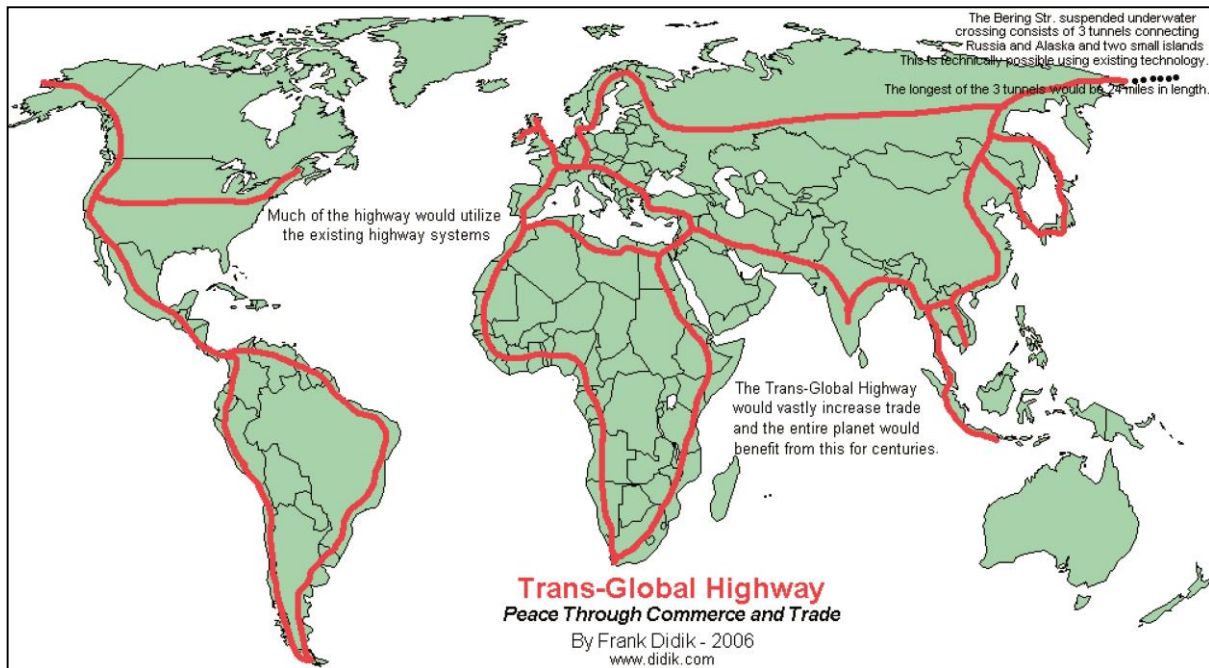 The Bering Str. suspended underwater
crossing consists of 3 tunnels connecting
Russia and Alaska and two small islands
This is technically possible using existing technology.
The longest of the 3 tunnels would be 24 miles in length.
Much of the highway would utilize
the existing highway systems
The Trans-Global Highway
would vastly increase trade
and the entire planet would
benefit from this for centuries.
Trans-Global Highway
Peace Through Commerce and Trade
By Frank Didik - 2006
www.didik.com